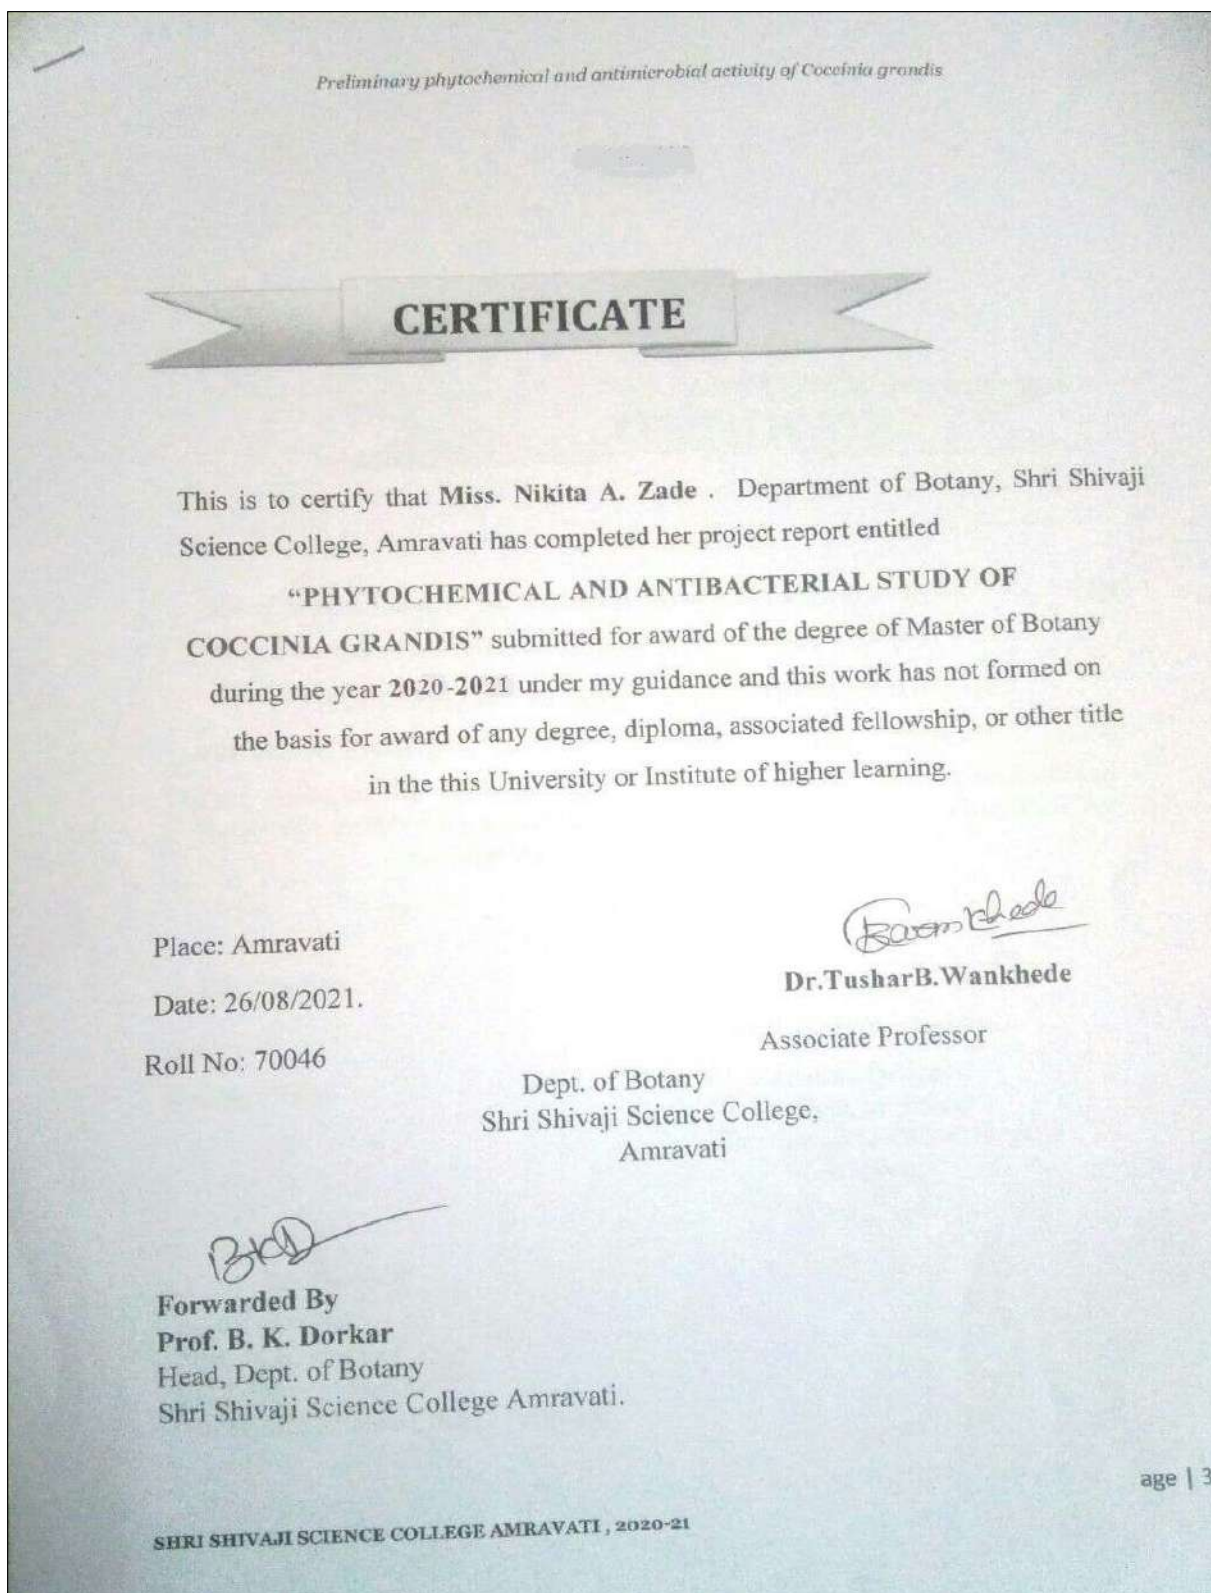 Preliminary phytochemical and antimicrobial activity of Coccinia grandis
CERTIFICATE
This is to certify that Miss. Nikita A. Zade . Department of Botany, Shri Shivaji
Science College, Amravati has completed her project report entitled
“PHYTOCHEMICAL AND ANTIBACTERIAL STUDY OF
COCCINIA GRANDIS” submitted for award of the degree of Master of Botany
during the year 2020-2021 under my guidance and this work has not formed on
the basis for award of any degree, diploma, associated fellowship, or other title
in the this University or Institute of higher learning.
Place: Amravati
Date: 26/08/2021.
Roll No: 70046
Dr.TusharB.Wankhede
Associate Professor
Dept. of Botany
Shri Shivaji Science College,
Amravati
BKD
Forwarded By
Prof. B. K. Dorkar
Head, Dept. of Botany
Shri Shivaji Science College Amravati.
age | 3
SHRI SHIVAJI SCIENCE COLLEGE AMRAVATI , 2020-21